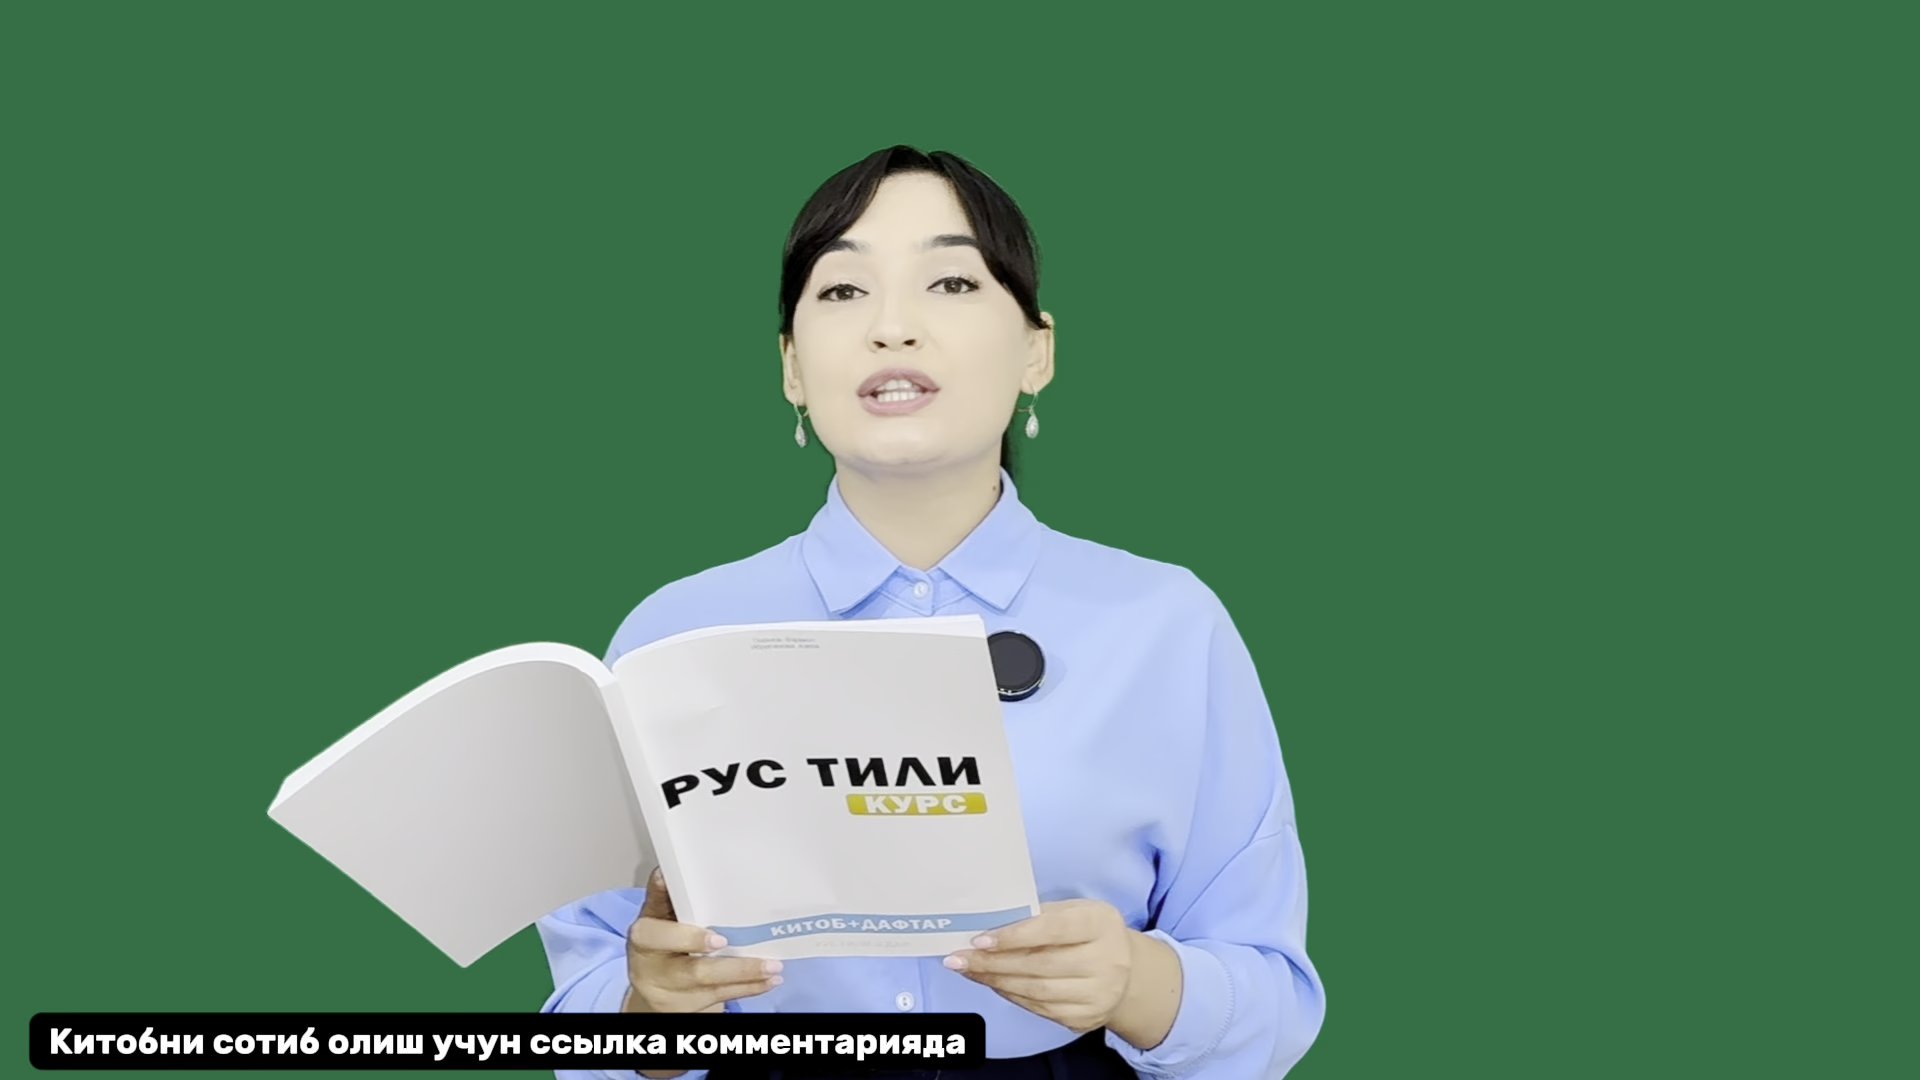 РУС ТИЛИ
КУРС
КИТОБ+ДАФТАР
Китобни сотиб олиш учун ссылка комментарияда